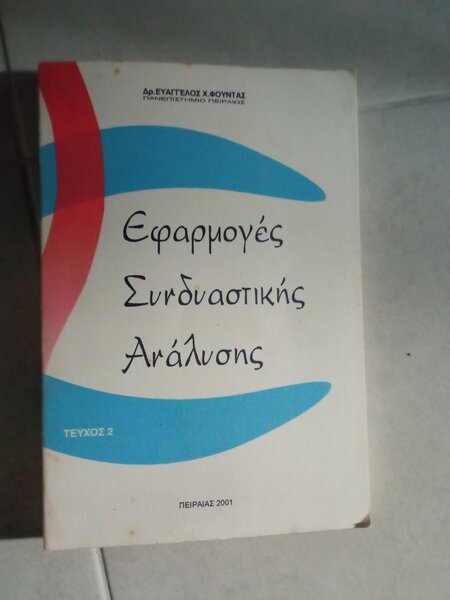 Δρ.ΕΥΑΓΓΕΛΟΣ Χ.ΦΟΥΝΤΑΣ
ΠΑΝΕΠΙΣΤΗΜΙΟ ΠΕΙΡΑΙΩΣ
Εφαρμογές
Συνδυαστικής
Ανάλυσης
ΤΕΥΧΟΣ 2
ΠΕΙΡΑΙΑΣ 2001